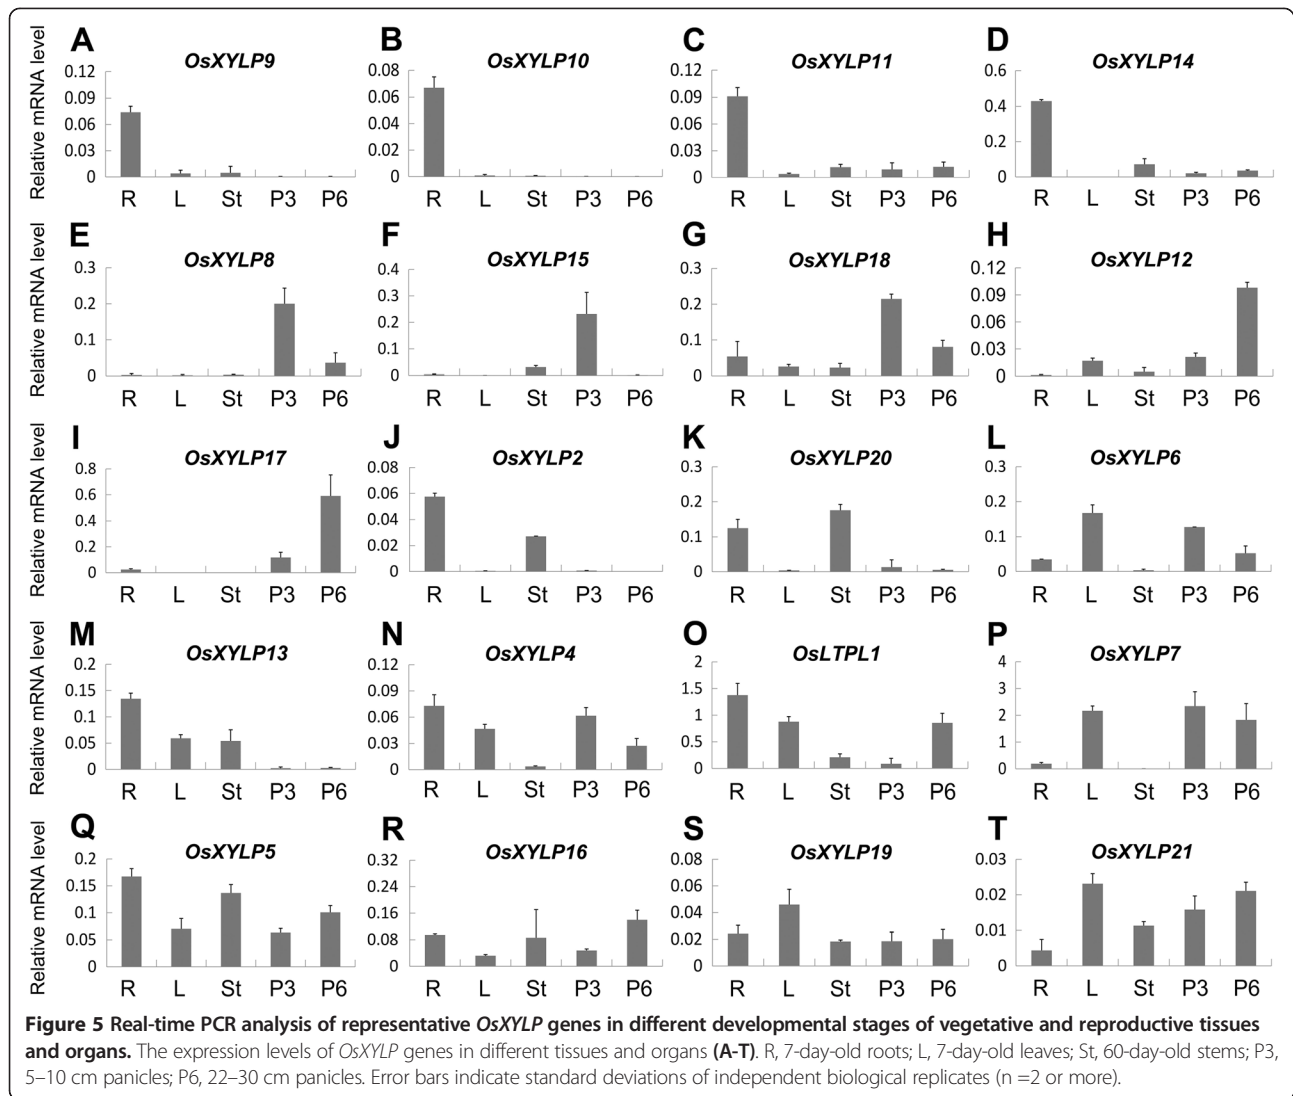 A B C D
OsXYLP9 OsXYLP10 OsXYLP11 OsXYLP14
Relative mRNA level
0.12 0.08 0.12 0.6
0.09 0.06 0.09 0.4
0.06 0.04 0.06 0.2
0.03 0.02 0.03 0
0 0 0
R L St P3 P6 R L St P3 P6 R L St P3 P6 R L St P3 P6
E F G H
OsXYLP8 OsXYLP15 OsXYLP18 OsXYLP12
Relative mRNA level
0.3 0.4 0.3 0.12
0.2 0.3 0.2 0.09
0.1 0.2 0.1 0.06
0 0.1 0 0.03
0 0
R L St P3 P6 R L St P3 P6 R L St P3 P6 R L St P3 P6
I J K L
OsXYLP17 OsXYLP2 OsXYLP20 OsXYLP6
Relative mRNA level
0.8 0.08 0.3 0.3
0.6 0.06 0.2 0.2
0.4 0.04 0.1 0.1
0.2 0.02 0 0
0 0
R L St P3 P6 R L St P3 P6 R L St P3 P6 R L St P3 P6
M N O P
OsXYLP13 OsXYLP4 OsLTPL1 OsXYLP7
Relative mRNA level
0.2 0.12 2 4
0.15 0.09 1.5 3
0.1 0.06 1 2
0.05 0.03 0.5 1
0 0 0 0
R L St P3 P6 R L St P3 P6 R L St P3 P6 R L St P3 P6
Q R S T
OsXYLP5 OsXYLP16 OsXYLP19 OsXYLP21
Relative mRNA level
0.2 0.32 0.08 0.03
0.15 0.24 0.06 0.02
0.1 0.16 0.04 0.01
0.05 0.08 0.02 0
0 0 0
R L St P3 P6 R L St P3 P6 R L St P3 P6 R L St P3 P6
Figure 5 Real-time PCR analysis of representative OsXYLP genes in different developmental stages of vegetative and reproductive tissues
and organs. The expression levels of OsXYLP genes in different tissues and organs (A-T). R, 7-day-old roots; L, 7-day-old leaves; St, 60-day-old stems; P3,
5–10 cm panicles; P6, 22–30 cm panicles. Error bars indicate standard deviations of independent biological replicates (n =2 or more).